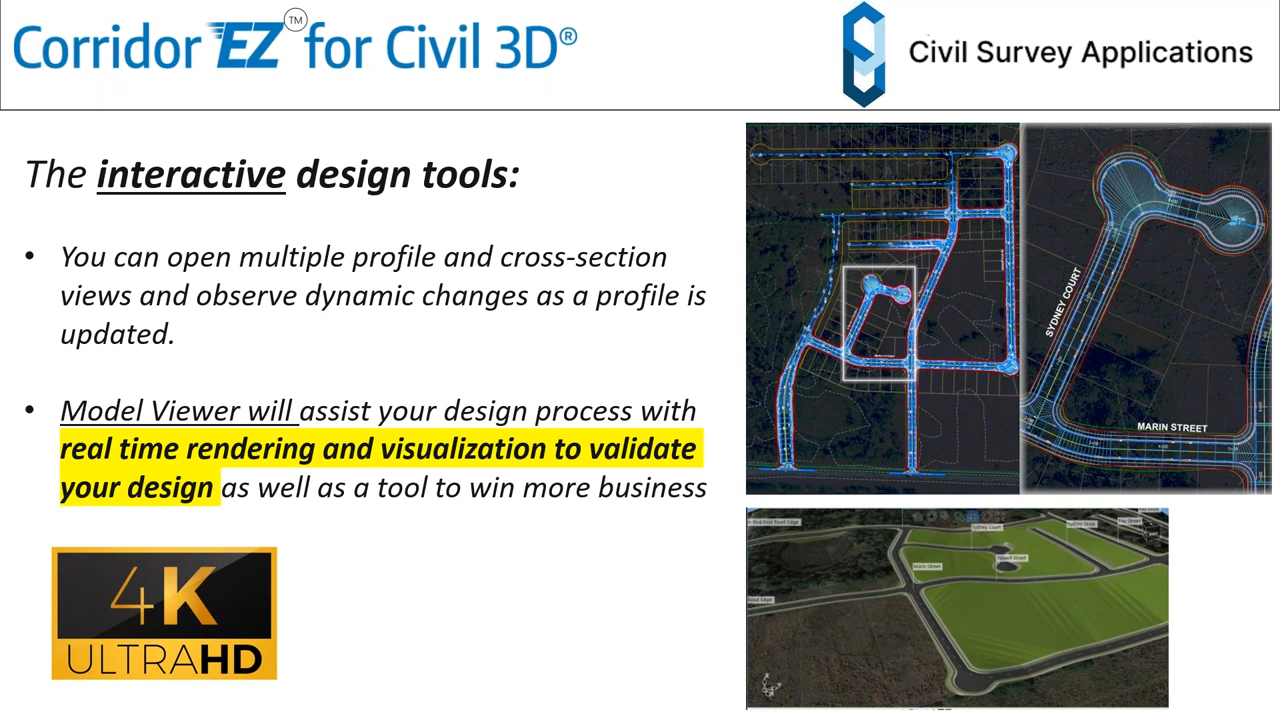 Corridor EZ™ for Civil 3D®
Civil Survey Applications
The interactive design tools:
• You can open multiple profile and cross-section
views and observe dynamic changes as a profile is
updated.
• Model Viewer will assist your design process with
real time rendering and visualization to validate
your design as well as a tool to win more business
4K
ULTRAHD
SYDNEY COURT
MARIN STREET
Sydney Court
Marin Street